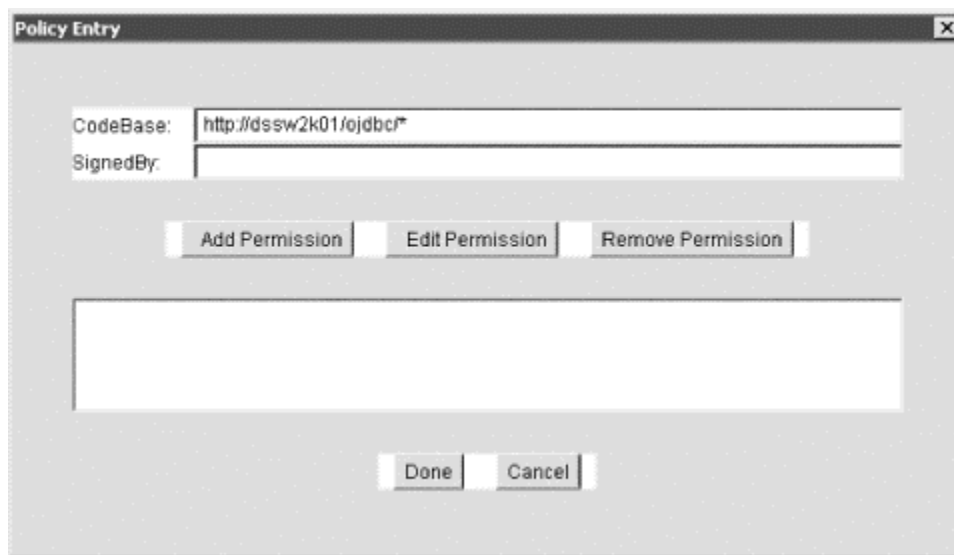 Policy Entry
CodeBase: http://dssw2k01/ojdbc/*
SignedBy:
Add Permission Edit Permission Remove Permission
Done Cancel